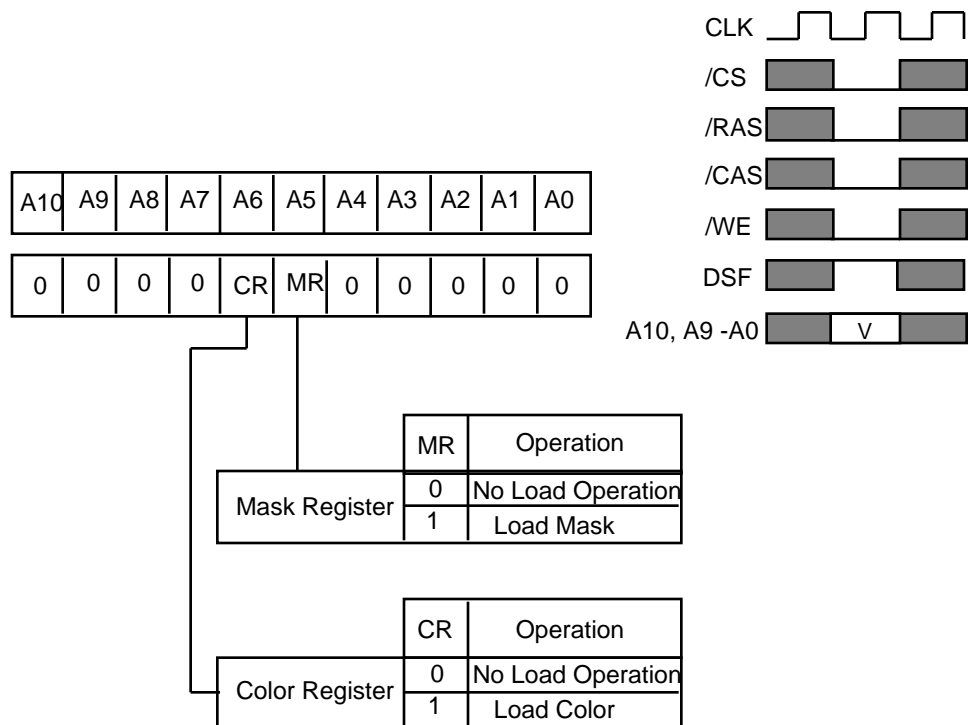 CLK
/CS
/RAS
/CAS
/WE
DSF
A10, A9 -A0 V
A10 A9 A8 A7 A6 A5 A4 A3 A2 A1 A0
0 0 0 0 CR MR 0 0 0 0 0
MR Operation
Mask Register 0 No Load Operation
1 Load Mask
CR Operation
Color Register 0 No Load Operation
1 Load Color